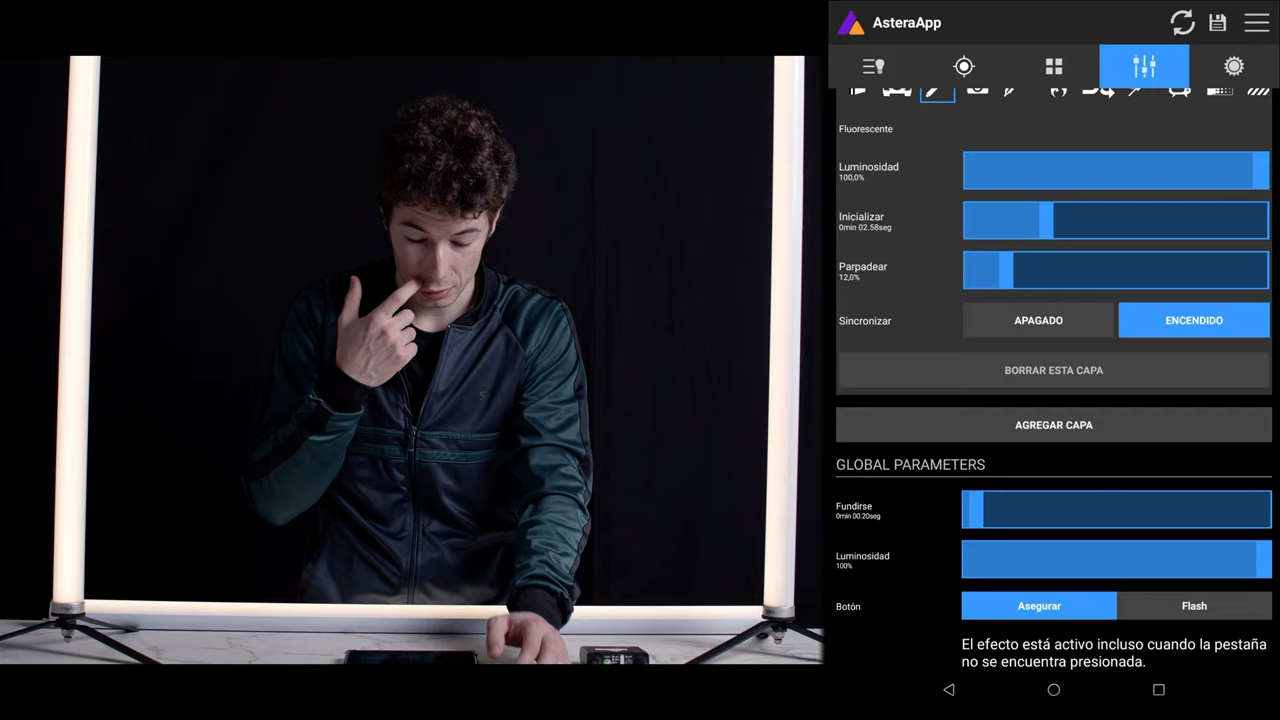 AsteraApp
Fluorescente
Luminosidad
100,0%
Inicializar
0min 02.58seg
Parpadear
12,0%
Sincronizar
APAGADO
ENCENDIDO
BORRAR ESTA CAPA
AGREGAR CAPA
GLOBAL PARAMETERS
Fundirse
0min 00.20seg
Luminosidad
100%
Botón
Asegurar
Flash
El efecto está activo incluso cuando la pestaña
no se encuentra presionada.